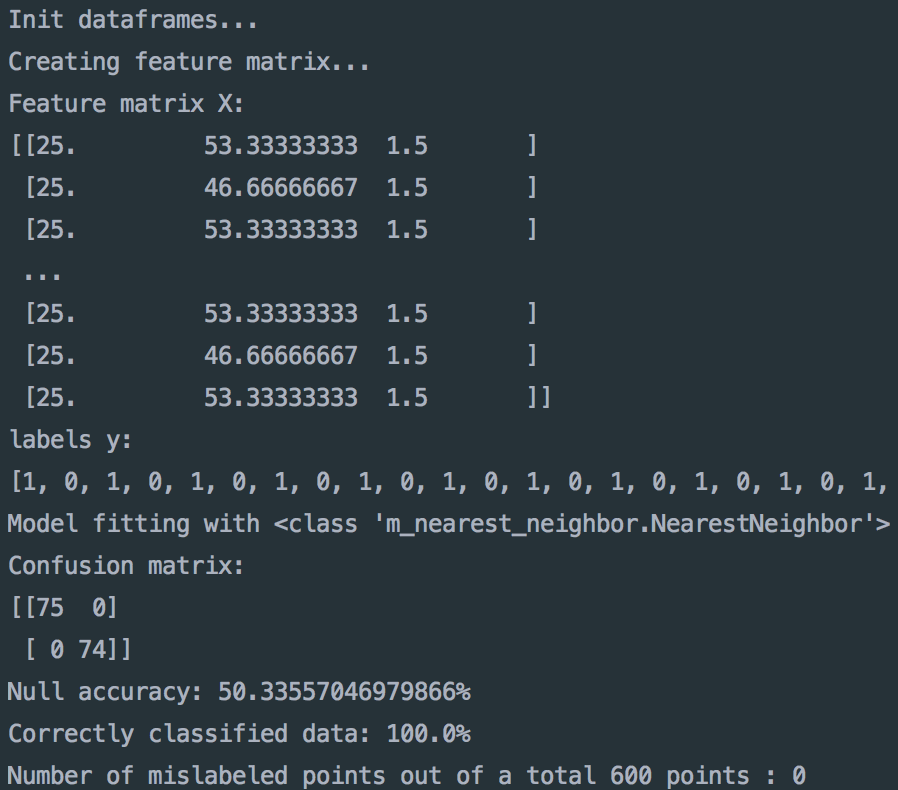 Init dataframes...
Creating feature matrix...
Feature matrix X:
[[25.         53.33333333  1.5       ]
 [25.         46.66666667  1.5       ]
 [25.         53.33333333  1.5       ]
 ...
 [25.         53.33333333  1.5       ]
 [25.         46.66666667  1.5       ]
 [25.         53.33333333  1.5       ]]
labels y:
[1, 0, 1, 0, 1, 0, 1, 0, 1, 0, 1, 0, 1, 0, 1, 0, 1, 0, 1, 0, 1,
Model fitting with <class 'm_nearest_neighbor.NearestNeighbor'>
Confusion matrix:
[[75  0]
 [ 0 74]]
Null accuracy: 50.33557046979866%
Correctly classified data: 100.0%
Number of mislabeled points out of a total 600 points : 0